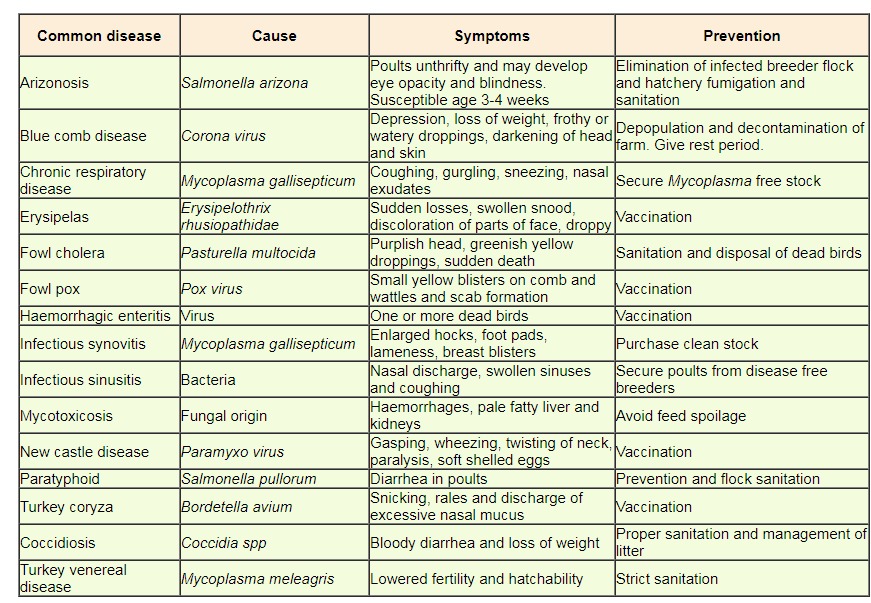 Common disease Cause Symptoms Prevention
Arizonosis Salmonella arizona Poults unthrifty and may develop eye opacity and blindness. Susceptible age 3-4 weeks Elimination of infected breeder flock and hatchery fumigation and sanitation
Blue comb disease Corona virus Depression, loss of weight, frothy or watery droppings, darkening of head and skin Depopulation and decontamination of farm. Give rest period.
Chronic respiratory disease Mycoplasma gallisepticum Coughing, gurgling, sneezing, nasal exudates Secure Mycoplasma free stock
Erysipelas Erysipelothrix rhusiopathidae Sudden losses, swollen snood, discoloration of parts of face, droppy Vaccination
Fowl cholera Pasturella multocida Purplish head, greenish yellow droppings, sudden death Sanitation and disposal of dead birds
Fowl pox Pox virus Small yellow blisters on comb and wattles and scab formation Vaccination
Haemorrhagic enteritis Virus One or more dead birds Vaccination
Infectious synovitis Mycoplasma gallisepticum Enlarged hocks, foot pads, lameness, breast blisters Purchase clean stock
Infectious sinusitis Bacteria Nasal discharge, swollen sinuses and coughing Secure poults from disease free breeders
Mycotoxicosis Fungal origin Haemorrhages, pale fatty liver and kidneys Avoid feed spoilage
New castle disease Paramyxo virus Gasping, wheezing, twisting of neck, paralysis, soft shelled eggs Vaccination
Paratyphoid Salmonella pullorum Diarrhea in poults Prevention and flock sanitation
Turkey coryza Bordetella avium Snicking, rales and discharge of excessive nasal mucus Vaccination
Coccidiosis Coccidia spp Bloody diarrhea and loss of weight Proper sanitation and management of litter
Turkey venereal disease Mycoplasma meleagris Lowered fertility and hatchability Strict sanitation